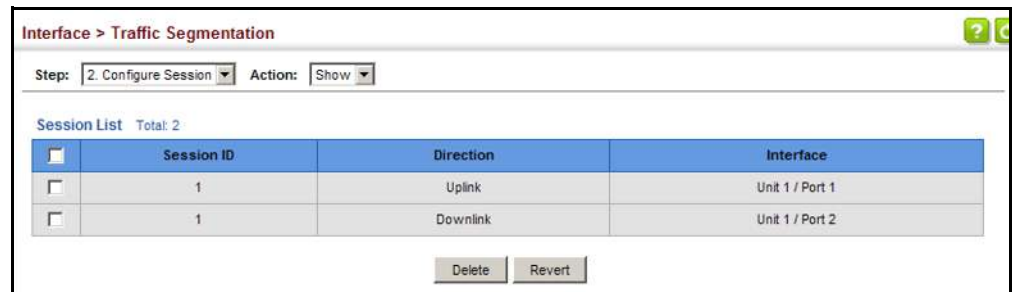 Interface > Traffic Segmentation
?
Step: 2. Configure Session Action: Show
Session List Total: 2
Session ID Direction Interface
1 Uplink Unit 1 / Port 1
1 Downlink Unit 1 / Port 2
Delete Revert